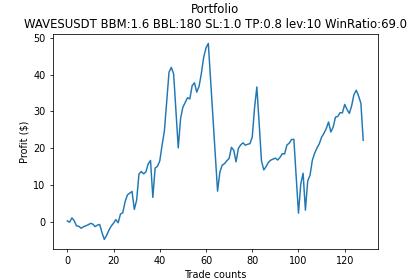 Portfolio
WAVESUSDT BBM:1.6 BBL:180 SL:1.0 TP:0.8 lev:10 WinRatio:69.0
50
40
30
20
10
0
Profit ($)
0 20 40 60 80 100 120
Trade counts